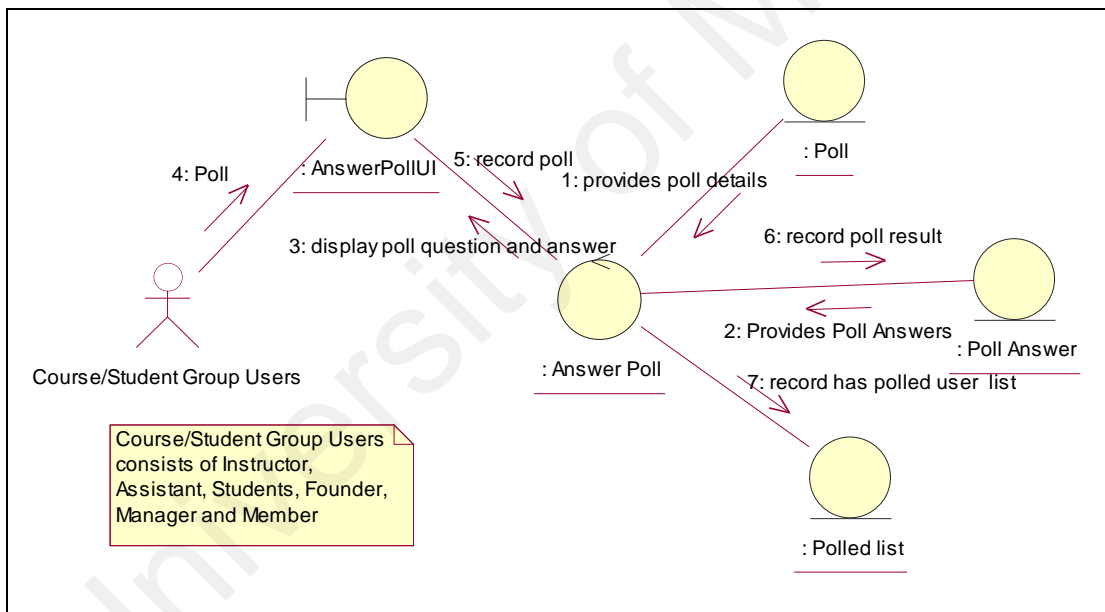 : Poll
: AnswerPollUI
5: record poll
4: Poll
1: provides poll details
3: display poll question and answer
6: record poll result
2: Provides Poll Answers
: Poll Answer
: Answer Poll
Course/Student Group Users
7: record has polled user list
Course/Student Group Users
consists of Instructor,
Assistant, Students, Founder,
Manager and Member
: Polled list
University of M